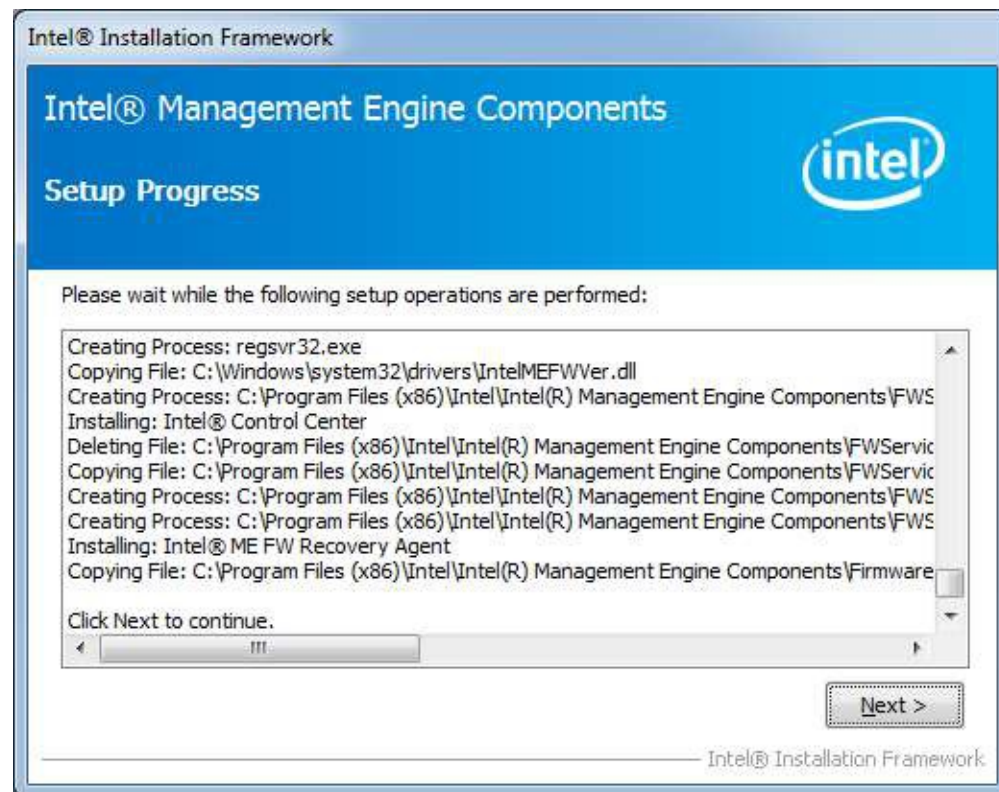 Intel® Installation Framework
Intel® Management Engine Components
intel
Setup Progress
Please wait while the following setup operations are performed:
Creating Process: regsvr32.exe
Copying File: C:\Windows\system32\drivers\IntelMEFWVer.dll
Creating Process: C:\Program Files (x86)\Intel\Intel(R) Management Engine Components\FWS
Installing: Intel® Control Center
Deleting File: C:\Program Files (x86)\Intel\Intel(R) Management Engine Components\FWServic
Copying File: C:\Program Files (x86)\Intel\Intel(R) Management Engine Components\FWServic
Creating Process: C:\Program Files (x86)\Intel\Intel(R) Management Engine Components\FWS
Creating Process: C:\Program Files (x86)\Intel\Intel(R) Management Engine Components\FWS
Installing: Intel® ME FW Recovery Agent
Copying File: C:\Program Files (x86)\Intel\Intel(R) Management Engine Components\Firmware
Click Next to continue.
Next >
Intel® Installation Framework